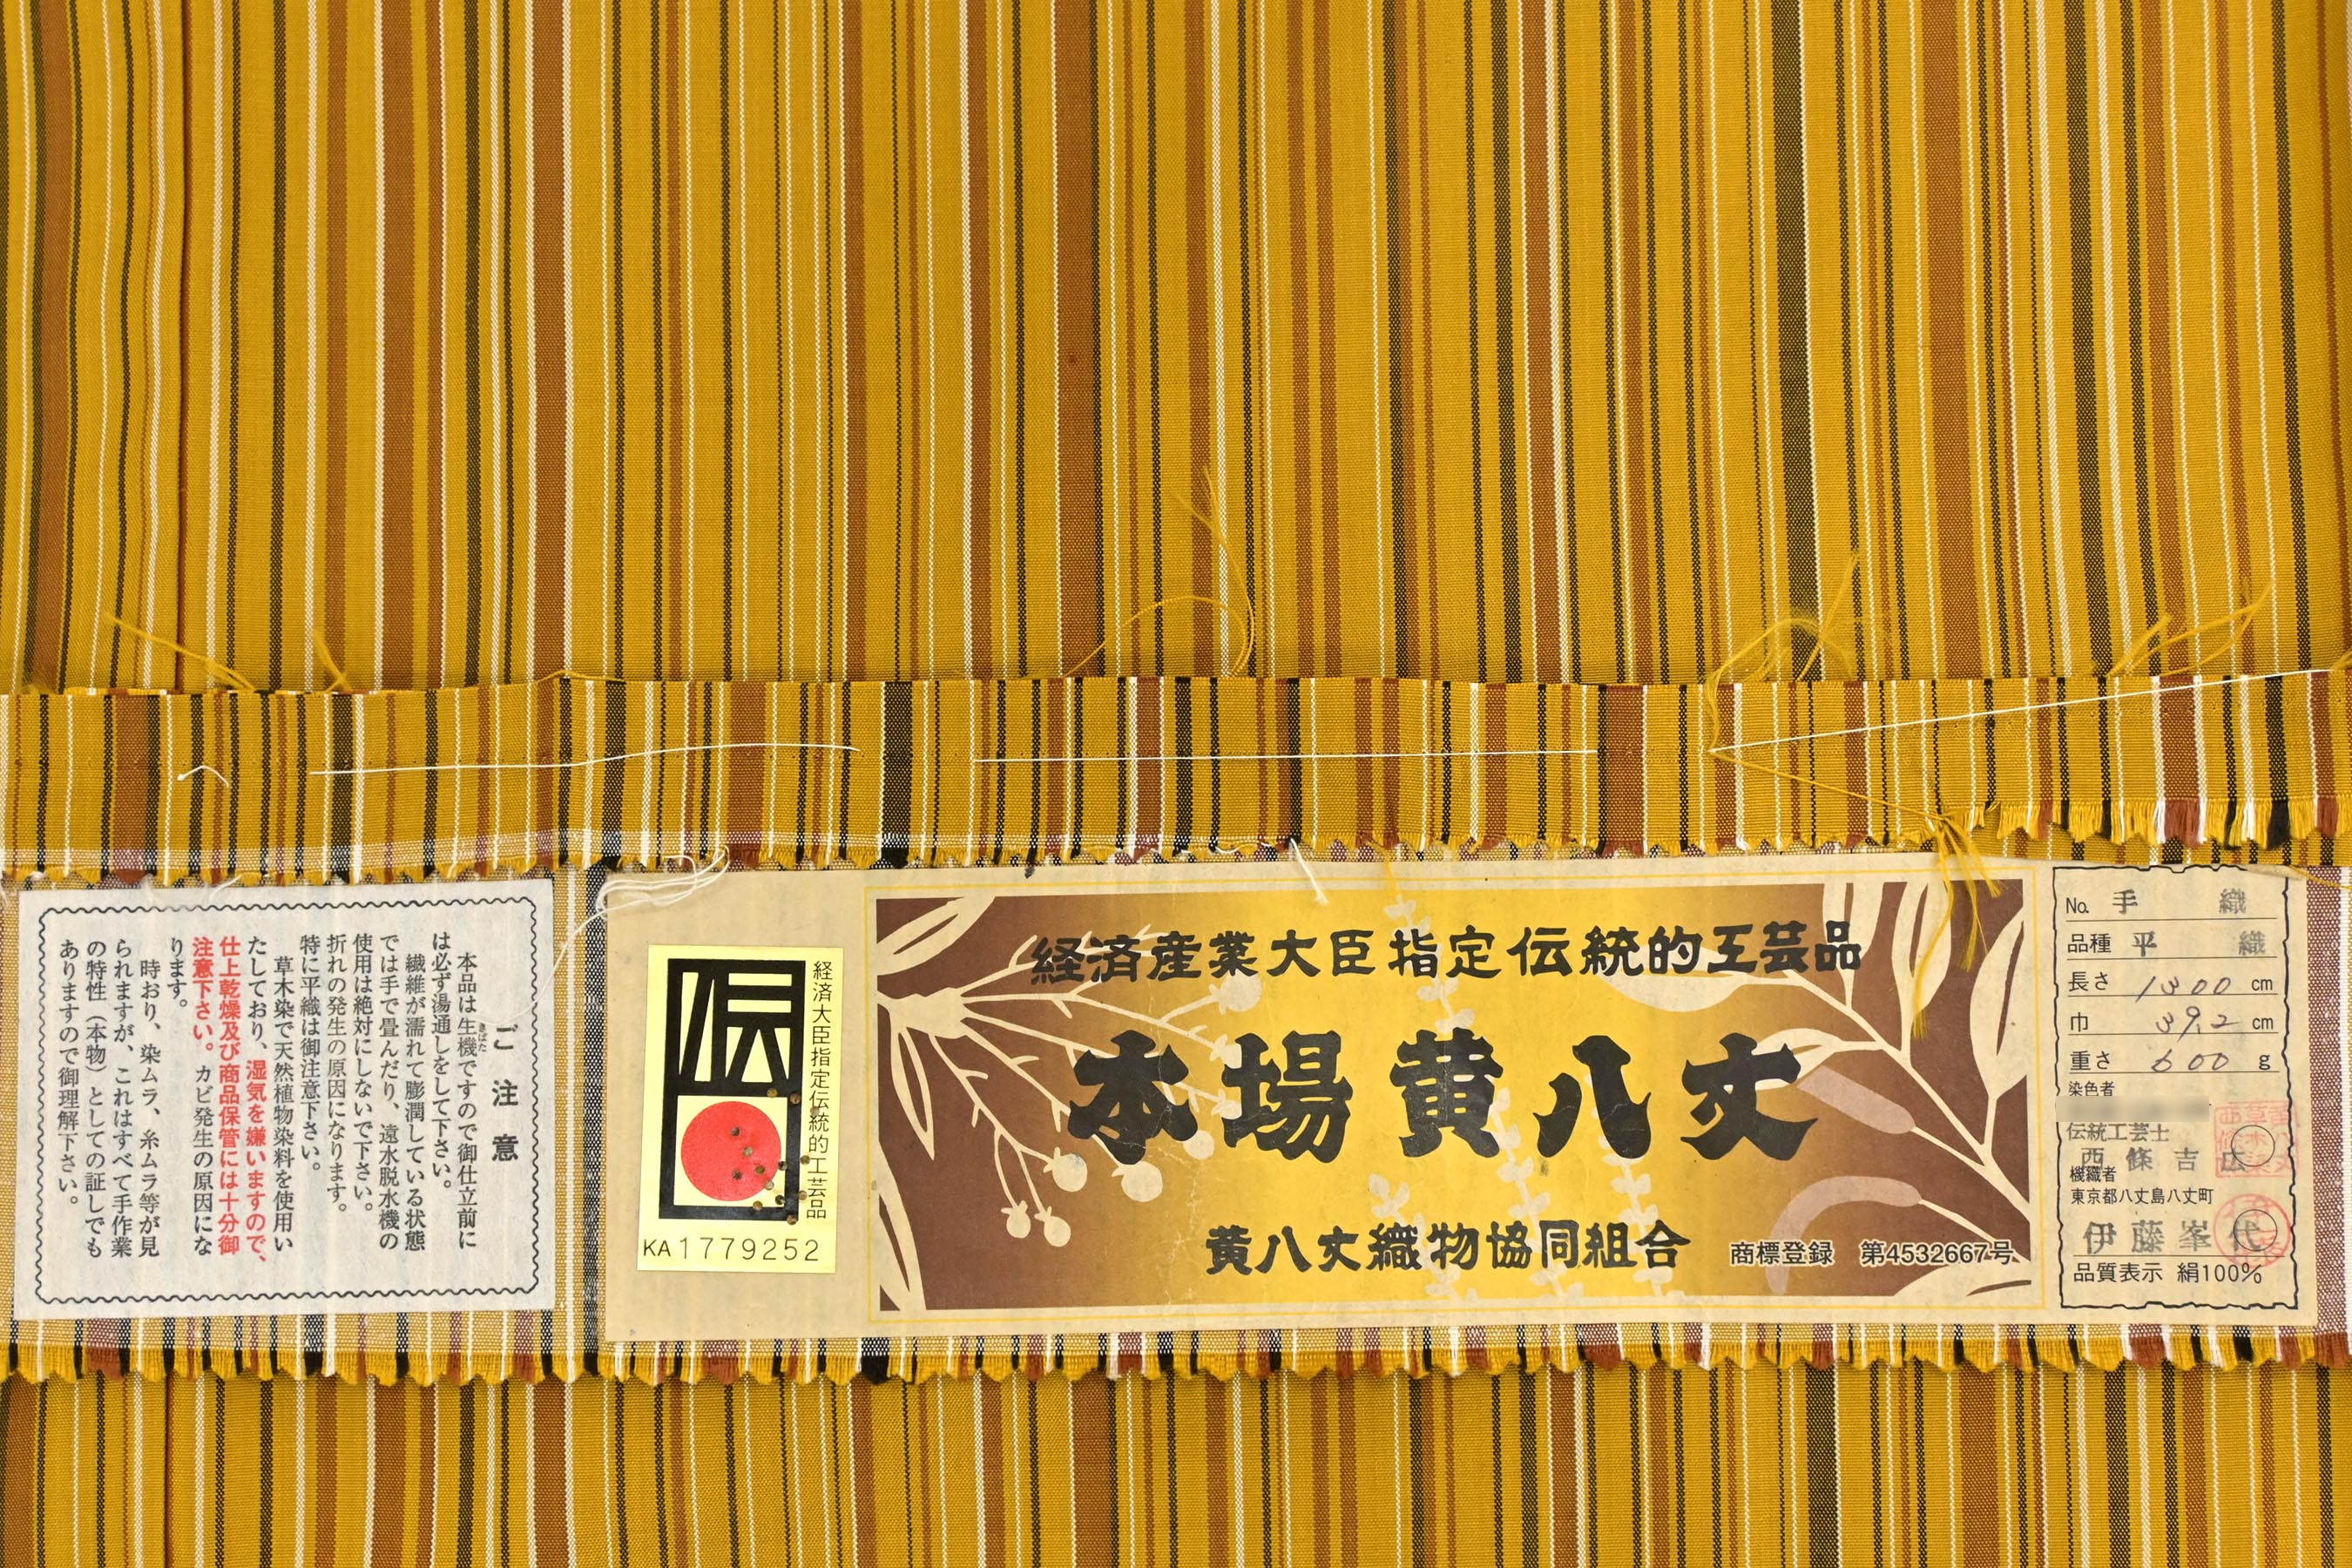 ご注意
本品は生機ですので御仕立前に
きばた
は必ず湯通しをして下さい。
繊維が濡れて膨潤している状態
では手で畳んだり、遠水脱水機の
使用は絶対にしないで下さい。
折れの発生の原因になります。
特に平織は御注意下さい。
草木染で天然植物染料を使用い
たしており、湿気を嫌いますので、
仕上乾燥及び商品保管には十分御
注意下さい。カビ発生の原因にな
ります。
時おり、染ムラ、糸ムラ等が見
られますが、これはすべて手作業
の特性（本物）としての証しでも
ありますので御理解下さい。
伝
経済大臣指定伝統的工芸品
KA1779252
経済産業大臣指定伝統的工芸品
本場黄八丈
黄八丈織物協同組合
商標登録 第4532667号
No. 手織
品種 平織
長さ 1300 cm
巾 39.2 cm
重さ 600 g
染色者
伝統工芸士
西條吉広
機織者
東京都八丈島八丈町
伊藤峯代
品質表示 絹100%